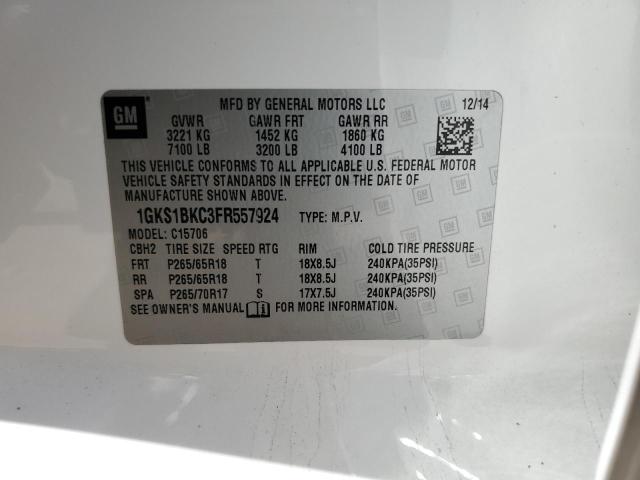 GM
MFD BY GENERAL MOTORS LLC 12/14
GVWR GAWR FRT GAWR RR
3221 KG 1452 KG 1860 KG
7100 LB 3200 LB 4100 LB
THIS VEHICLE CONFORMS TO ALL APPLICABLE U.S. FEDERAL MOTOR
VEHICLE SAFETY STANDARDS IN EFFECT ON THE DATE OF
MANUFACTURE SHOWN ABOVE.
1GKS1BKC3FR557924 TYPE: M.P.V.
MODEL: C15706
CBH2 TIRE SIZE SPEED RTG RIM COLD TIRE PRESSURE
FRT P265/65R18 T 18X8.5J 240KPA(35PSI)
RR P265/65R18 T 18X8.5J 240KPA(35PSI)
SPA P265/70R17 S 17X7.5J 240KPA(35PSI)
SEE OWNER'S MANUAL FOR MORE INFORMATION.